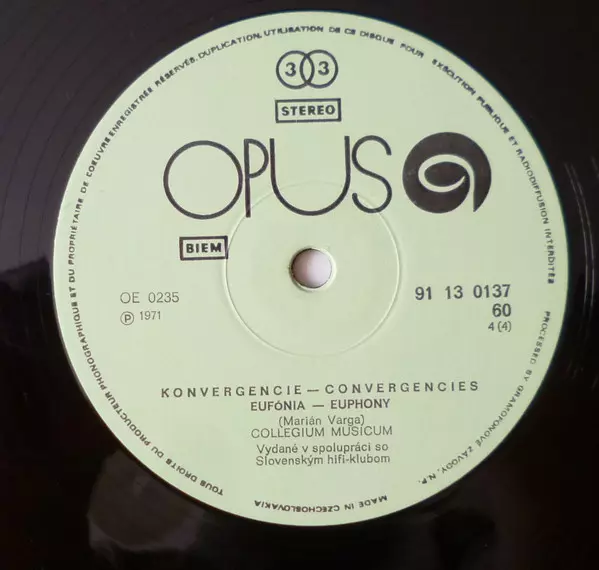 TOUS DROITS DU PRODUCTEUR PHONOGRAPHIQUE ET DU PROPRIÉTAIRE DE L'OEUVRE ENREGISTRÉE RÉSERVÉS. DUPLICATION, UTILISATION DE CE DISQUE POUR EXÉCUTION PUBLIQUE ET RADIODIFFUSION INTERDITES
PROCESSED BY GRAMOFONOVÉ ZÁVODY, N.P.
MADE IN CZECHOSLOVAKIA
33
STEREO
OPUS
BIEM
OE 0235
Ⓟ 1971
91 13 0137
60
4 (4)
KONVERGENCIE — CONVERGENCIES
EUFÓNIA — EUPHONY
(Marián Varga)
COLLEGIUM MUSICUM
Vydané v spolupráci so
Slovenským hifi-klubom